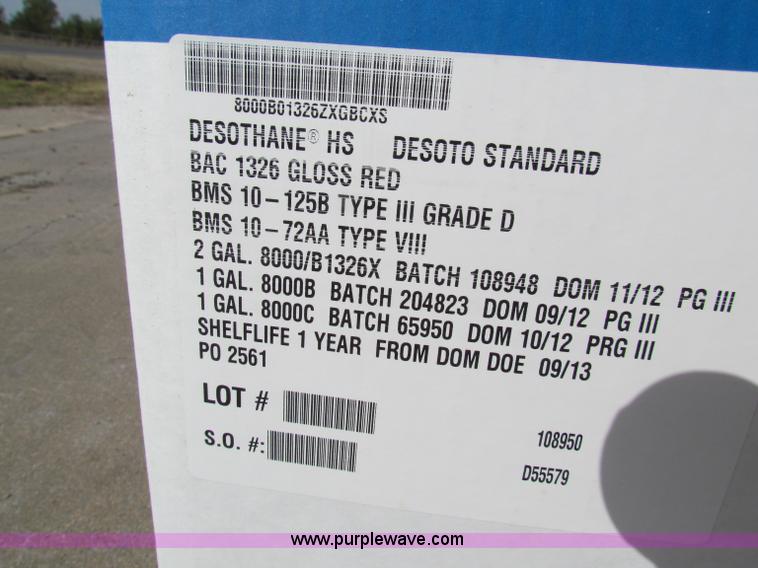 8000B01326ZXGBCXS
DESOTHANE® HS DESOTO STANDARD
BAC 1326 GLOSS RED
BMS 10-125B TYPE III GRADE D
BMS 10-72AA TYPE VIII
2 GAL. 8000/B1326X BATCH 108948 DOM 11/12 PG III
1 GAL. 8000B BATCH 204823 DOM 09/12 PG III
1 GAL. 8000C BATCH 65950 DOM 10/12 PRG III
SHELFLIFE 1 YEAR FROM DOM DOE 09/13
PO 2561
LOT # 108950
S.O. #: D55579
www.purplewave.com